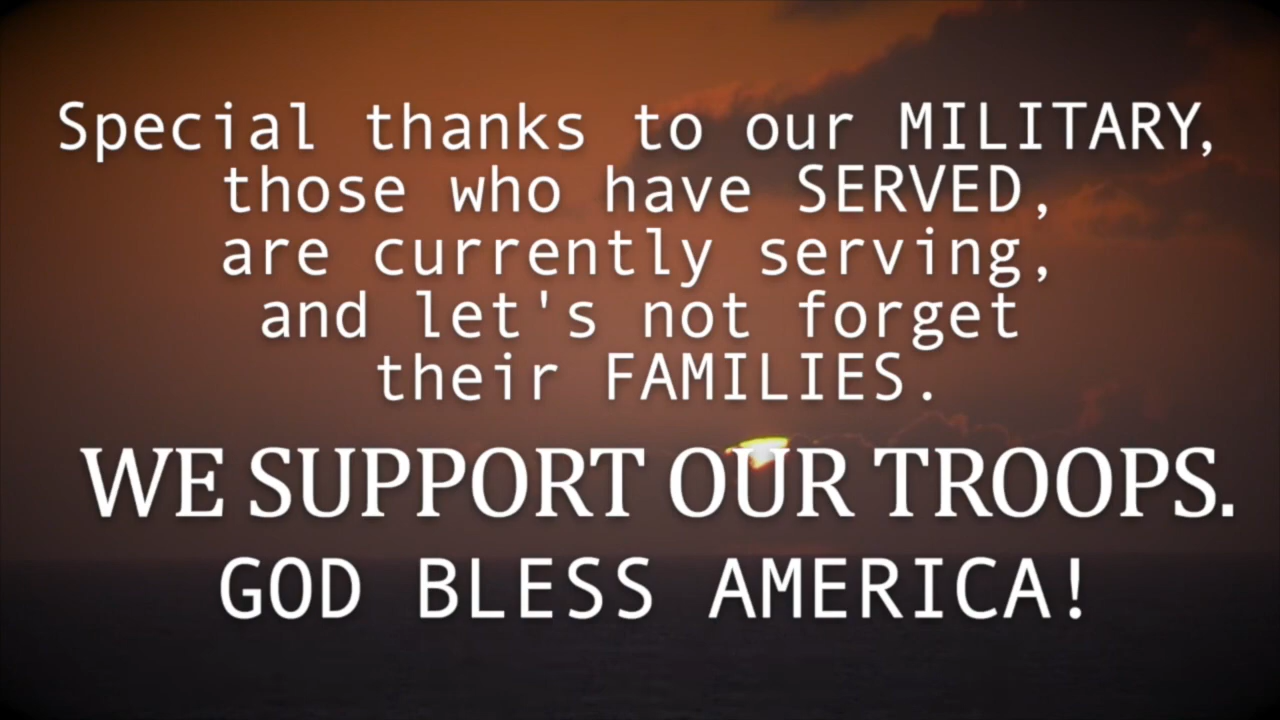 Special thanks to our MILITARY,
those who have SERVED,
are currently serving,
and let's not forget
their FAMILIES.
WE SUPPORT OUR TROOPS.
GOD BLESS AMERICA!